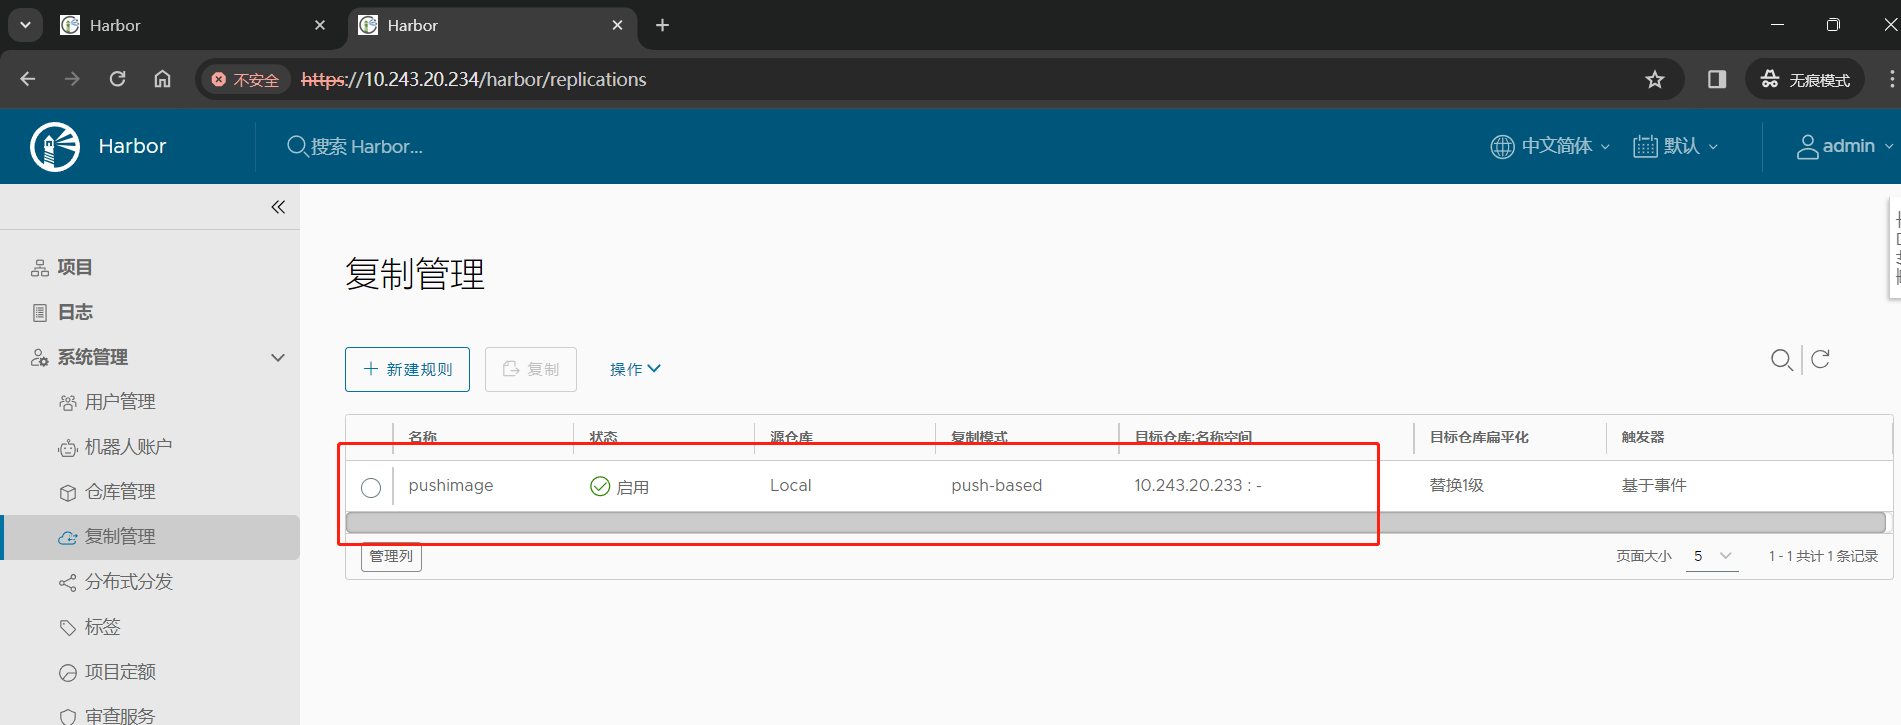 Harbor
Harbor
不安全 https://10.243.20.234/harbor/replications
无痕模式
Harbor
搜索 Harbor...
中文简体
默认
admin
项目
日志
系统管理
用户管理
机器人账户
仓库管理
复制管理
分布式分发
标签
项目定额
审查服务
复制管理
新建规则
复制
操作
名称 状态 源仓库 复制模式 目标仓库:名称空间 目标仓库扁平化 触发器
pushimage 启用 Local push-based 10.243.20.233 : - 替换1级 基于事件
管理列
页面大小 5 1 - 1 共计 1 条记录